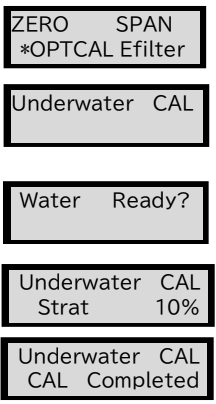 ZERO SPAN
*OPTCAL Efilter
Underwater CAL
Water Ready?
Underwater CAL
Strat 10%
Underwater CAL
CAL Completed